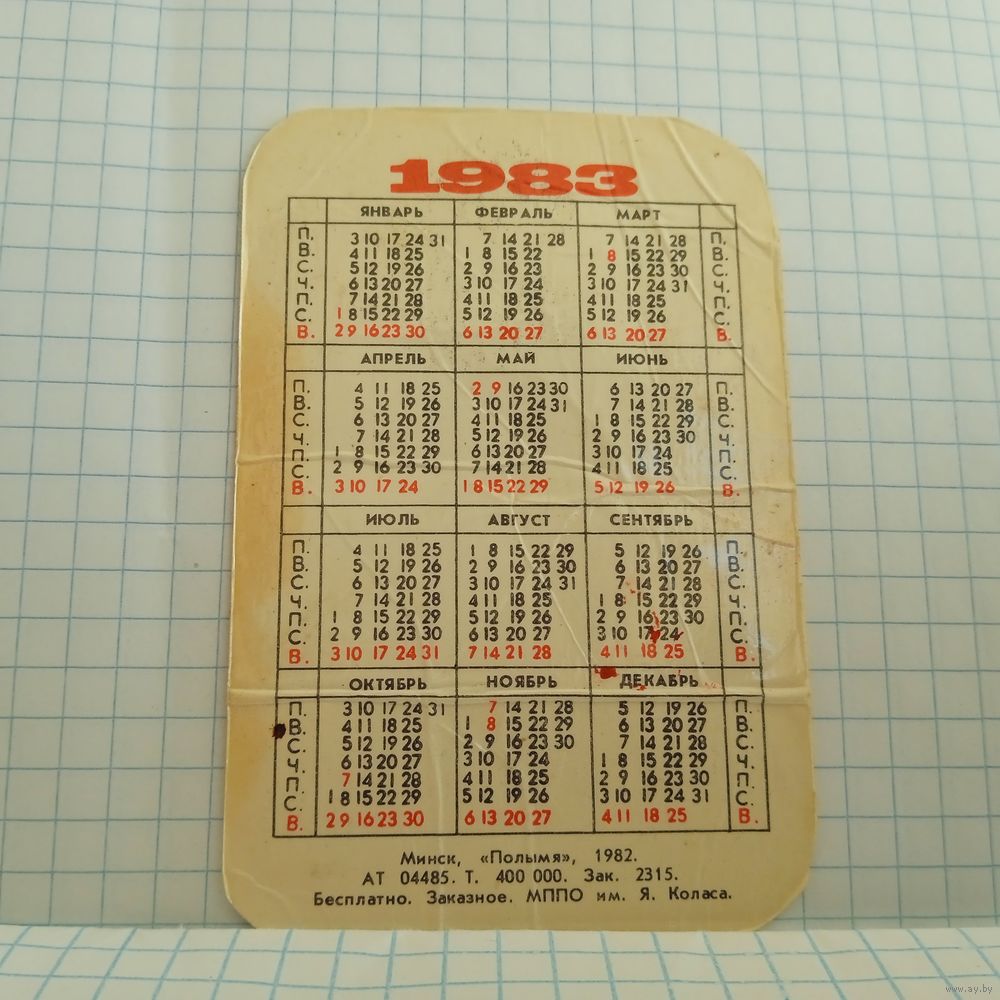 1983
ЯНВАРЬ ФЕВРАЛЬ МАРТ
П. 3 10 17 24 31 7 14 21 28 7 14 21 28 П.
В. 4 11 18 25 1 8 15 22 1 8 15 22 29 В.
С. 5 12 19 26 2 9 16 23 2 9 16 23 30 С.
Ч. 6 13 20 27 3 10 17 24 3 10 17 24 31 Ч.
П. 7 14 21 28 4 11 18 25 4 11 18 25 П.
С. 1 8 15 22 29 5 12 19 26 5 12 19 26 С.
В. 2 9 16 23 30 6 13 20 27 6 13 20 27 В.
АПРЕЛЬ МАЙ ИЮНЬ
П. 4 11 18 25 2 9 16 23 30 6 13 20 27 П.
В. 5 12 19 26 3 10 17 24 31 7 14 21 28 В.
С. 6 13 20 27 4 11 18 25 1 8 15 22 29 С.
Ч. 7 14 21 28 5 12 19 26 2 9 16 23 30 Ч.
П. 1 8 15 22 29 6 13 20 27 3 10 17 24 П.
С. 2 9 16 23 30 7 14 21 28 4 11 18 25 С.
В. 3 10 17 24 1 8 15 22 29 5 12 19 26 В.
ИЮЛЬ АВГУСТ СЕНТЯБРЬ
П. 4 11 18 25 1 8 15 22 29 5 12 19 26 П.
В. 5 12 19 26 2 9 16 23 30 6 13 20 27 В.
С. 6 13 20 27 3 10 17 24 31 7 14 21 28 С.
Ч. 7 14 21 28 4 11 18 25 1 8 15 22 29 Ч.
П. 1 8 15 22 29 5 12 19 26 2 9 16 23 30 П.
С. 2 9 16 23 30 6 13 20 27 3 10 17 24 С.
В. 3 10 17 24 31 7 14 21 28 4 11 18 25 В.
ОКТЯБРЬ НОЯБРЬ ДЕКАБРЬ
П. 3 10 17 24 31 7 14 21 28 5 12 19 26 П.
В. 4 11 18 25 1 8 15 22 29 6 13 20 27 В.
С. 5 12 19 26 2 9 16 23 30 7 14 21 28 С.
Ч. 6 13 20 27 3 10 17 24 1 8 15 22 29 Ч.
П. 7 14 21 28 4 11 18 25 2 9 16 23 30 П.
С. 1 8 15 22 29 5 12 19 26 3 10 17 24 31 С.
В. 2 9 16 23 30 6 13 20 27 4 11 18 25 В.
Минск, «Полымя», 1982.
АТ 04485. Т. 400 000. Зак. 2315.
Бесплатно. Заказное. МППО им. Я. Коласа.
www.ay.by